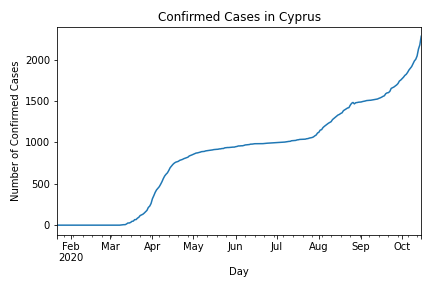 Confirmed Cases in Cyprus
Number of Confirmed Cases
2000
1500
1000
500
0
Feb Mar Apr May Jun Jul Aug Sep Oct
2020
Day